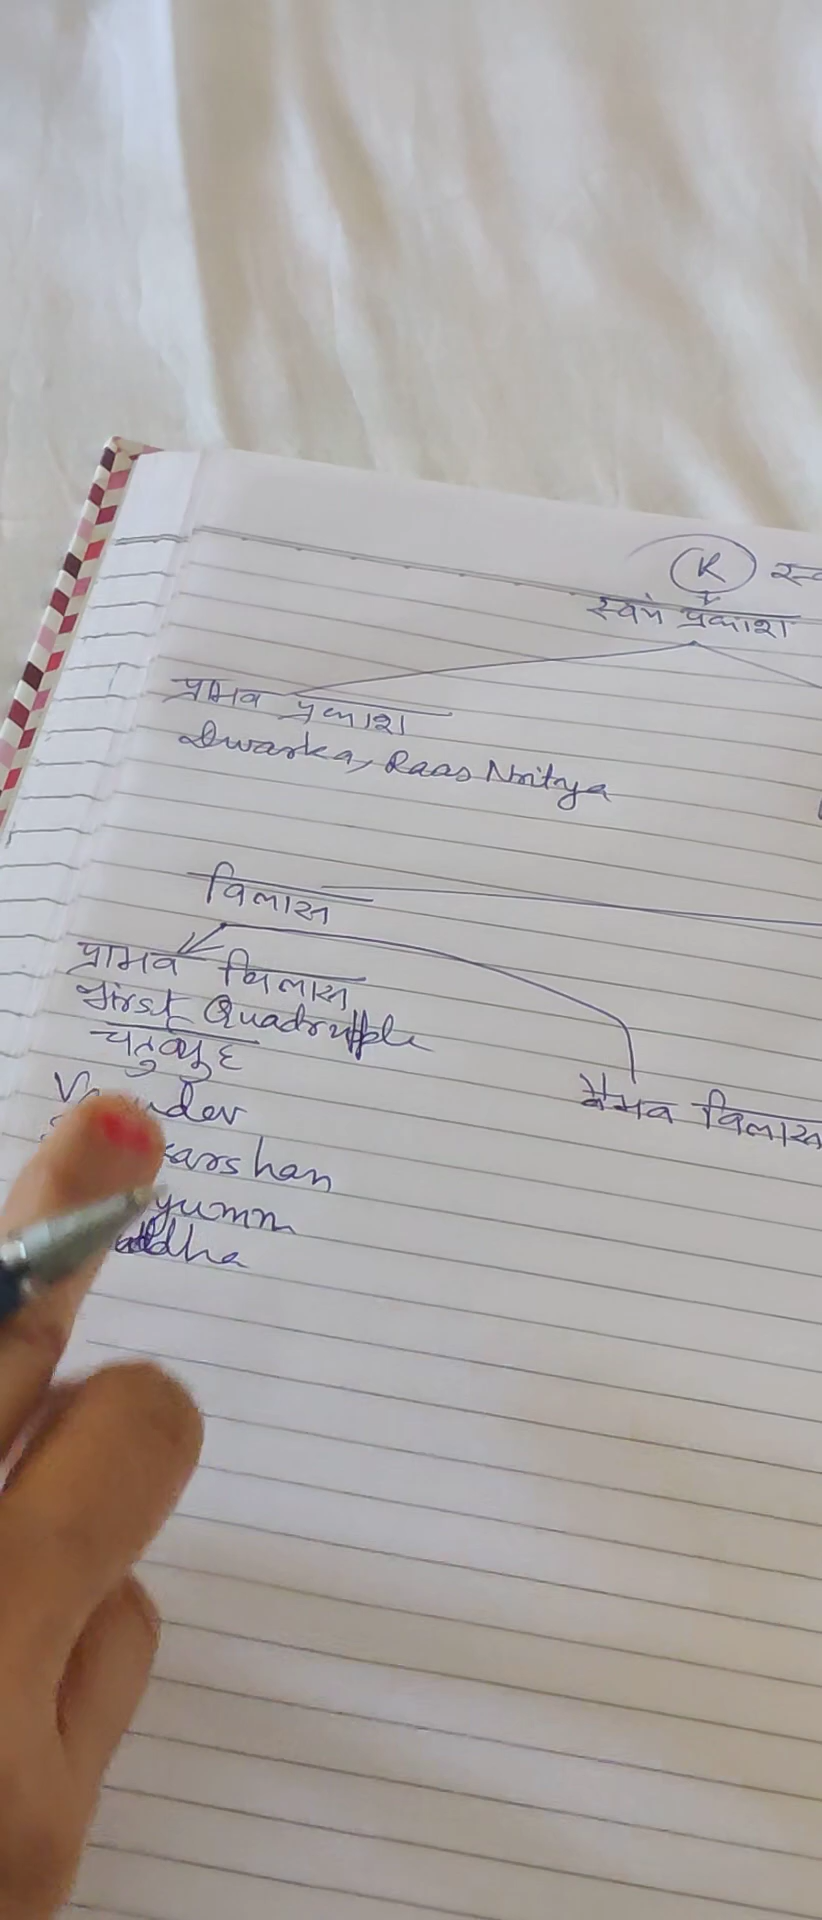 K
स्वयं प्रकाश
प्राभव प्रकाश
Dwarka, Raas Nritya
विलास
प्राभव विलास
First Quadruple
चतुर्व्युह
वैभव विलास